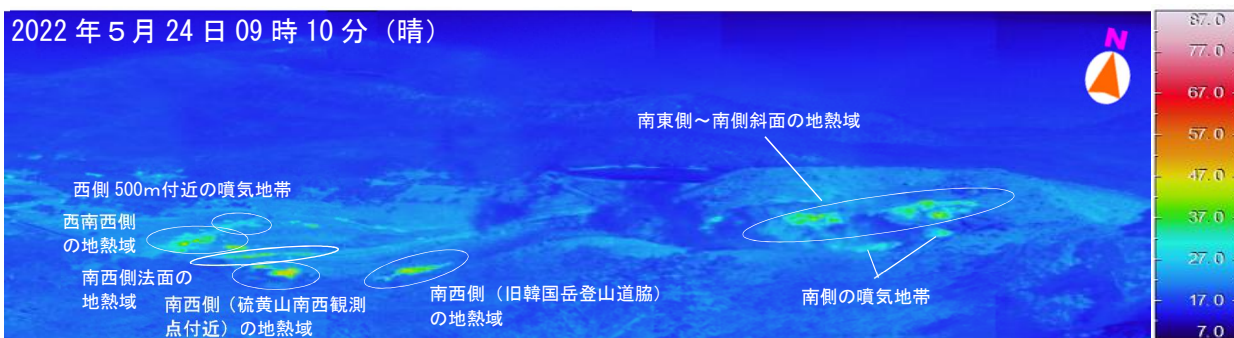 2022年5月24日09時10分（晴）
N
南東側～南側斜面の地熱域
西側500m付近の噴気地帯
西南西側
の地熱域
南西側法面の
地熱域
南西側（硫黄山南西観測
点付近）の地熱域
南西側（旧韓国岳登山道脇）
の地熱域
南側の噴気地帯
87.0
77.0
67.0
57.0
47.0
37.0
27.0
17.0
7.0